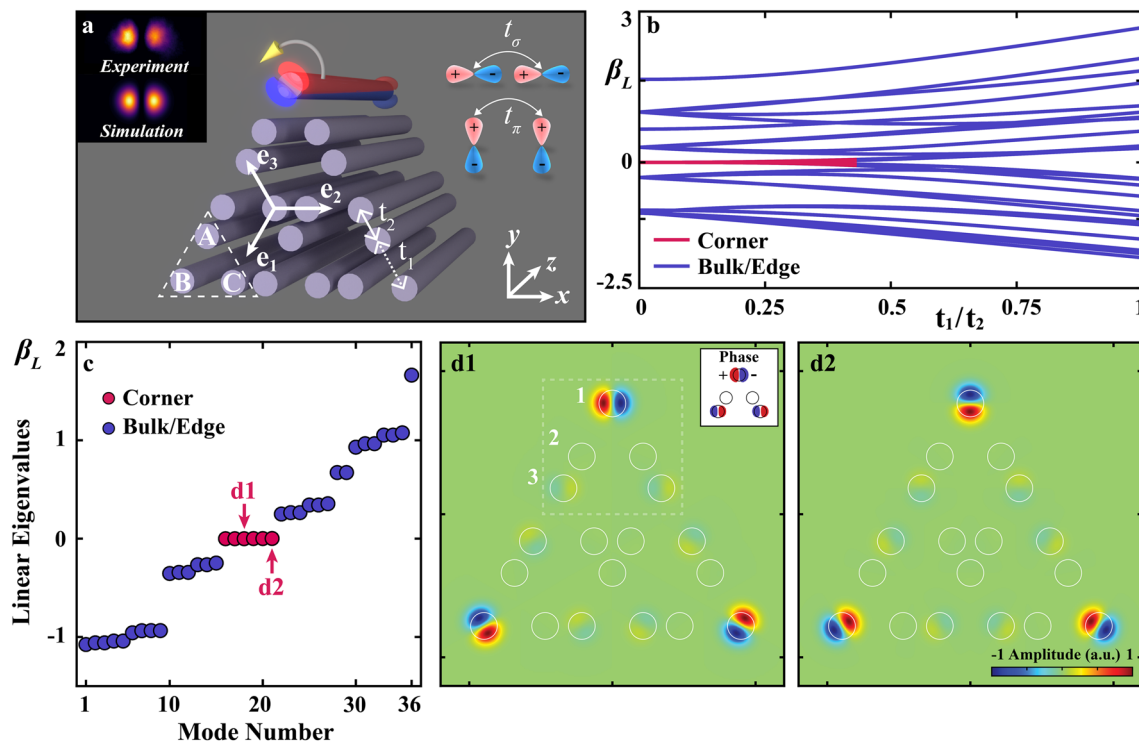 a
Experiment
Simulation
tσ
+ - + -
tπ
+ +
- -
e3
e2
e1
t2
t1
A
B
C
y
z
x
b
3
βL
0
-2.5
Corner
Bulk/Edge
0 0.25 0.5 0.75 1
t1/t2
c
βL
2
1
0
-1
Linear Eigenvalues
Corner
Bulk/Edge
d1
d2
1 10 20 30 36
Mode Number
d1
Phase
+ -
1
2
3
d2
-1 Amplitude (a.u.) 1